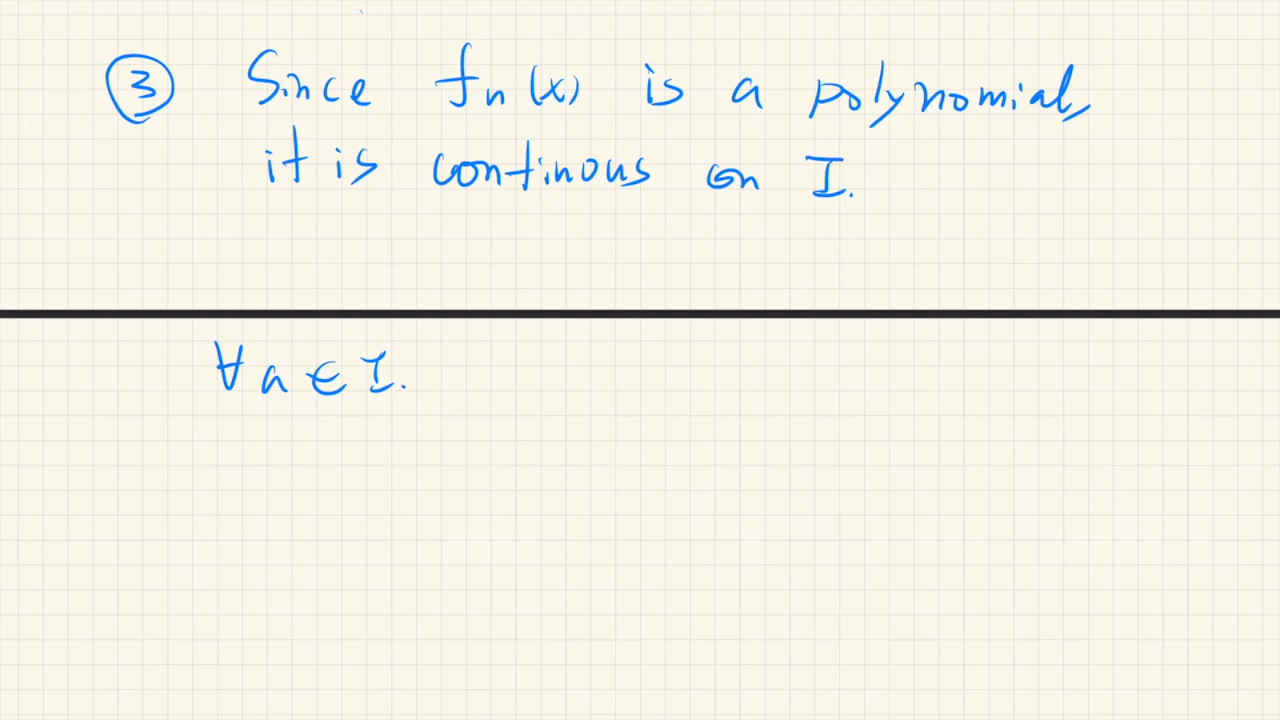 ③ Since fn(x) is a polynomial,
it is continous on I.
∀a∈I.